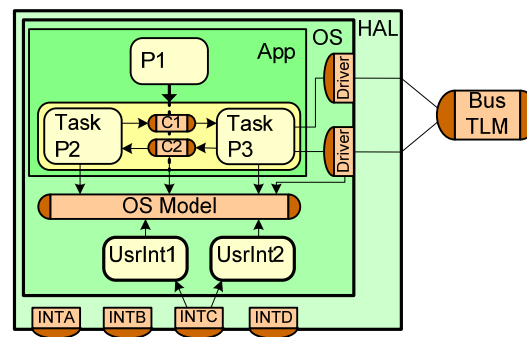 HAL
OS
App
P1
Driver
Bus
TLM
Task
P2
C1
C2
Task
P3
Driver
OS Model
UsrInt1
UsrInt2
INTA
INTB
INTC
INTD